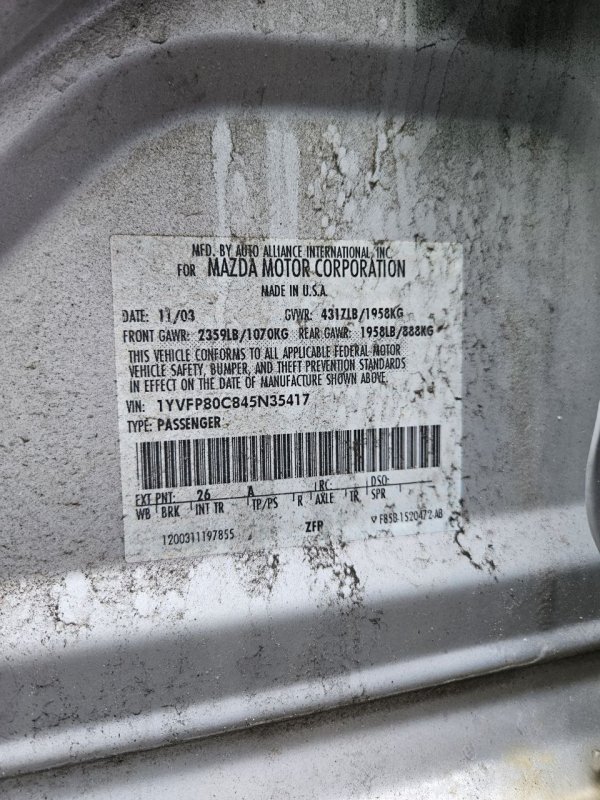 MFD. BY AUTO ALLIANCE INTERNATIONAL, INC.
FOR MAZDA MOTOR CORPORATION
MADE IN U.S.A.
DATE: 11/03 GVWR: 4317LB/1958KG
FRONT GAWR: 2359LB/1070KG REAR GAWR: 1958LB/888KG
THIS VEHICLE CONFORMS TO ALL APPLICABLE FEDERAL MOTOR
VEHICLE SAFETY, BUMPER, AND THEFT PREVENTION STANDARDS
IN EFFECT ON THE DATE OF MANUFACTURE SHOWN ABOVE.
VIN: 1YVFP80C845N35417
TYPE: PASSENGER
EXT PNT: 26 A RC: DSO:
WB BRK INT TR TP/PS R AXLE TR SPR
1200311197855 ZFP F85B-1520472-AB